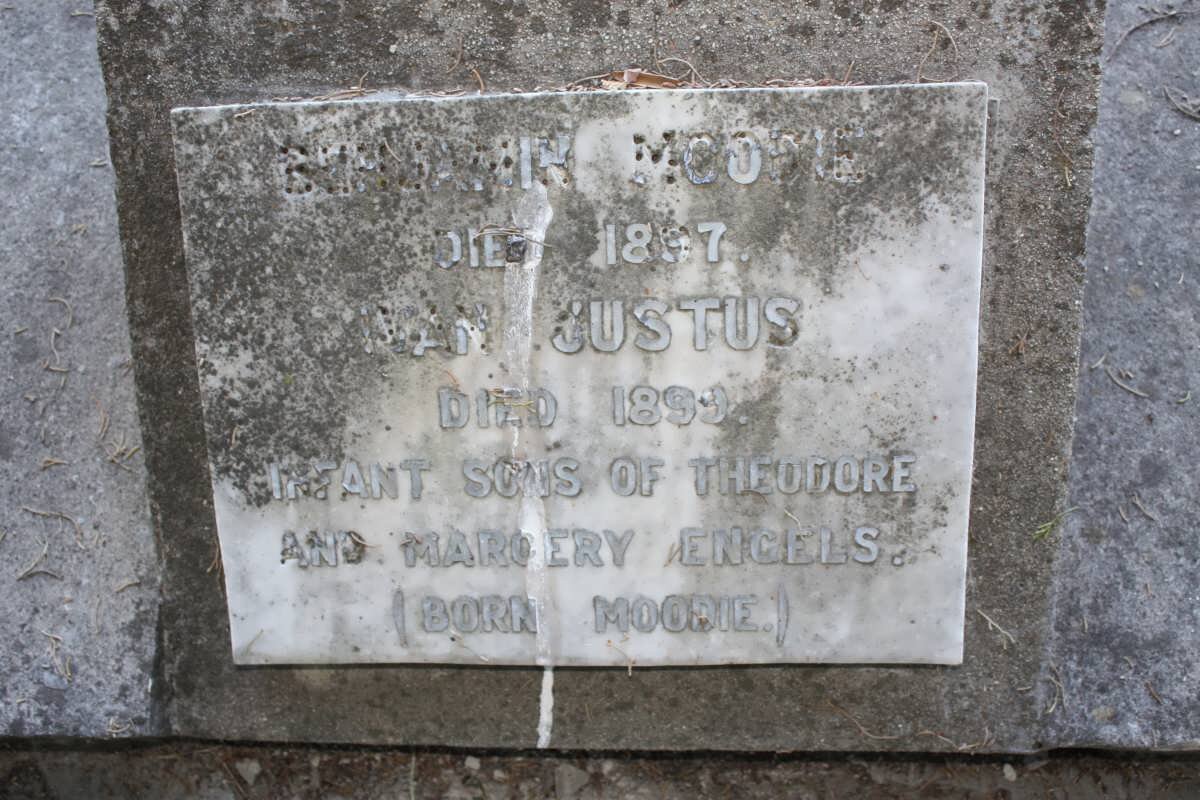 BENJAMIN MOODIE
DIED 1897.
IVAN JUSTUS
DIED 1899.
INFANT SONS OF THEODORE
AND MARGERY ENGELS.
(BORN MOODIE.)